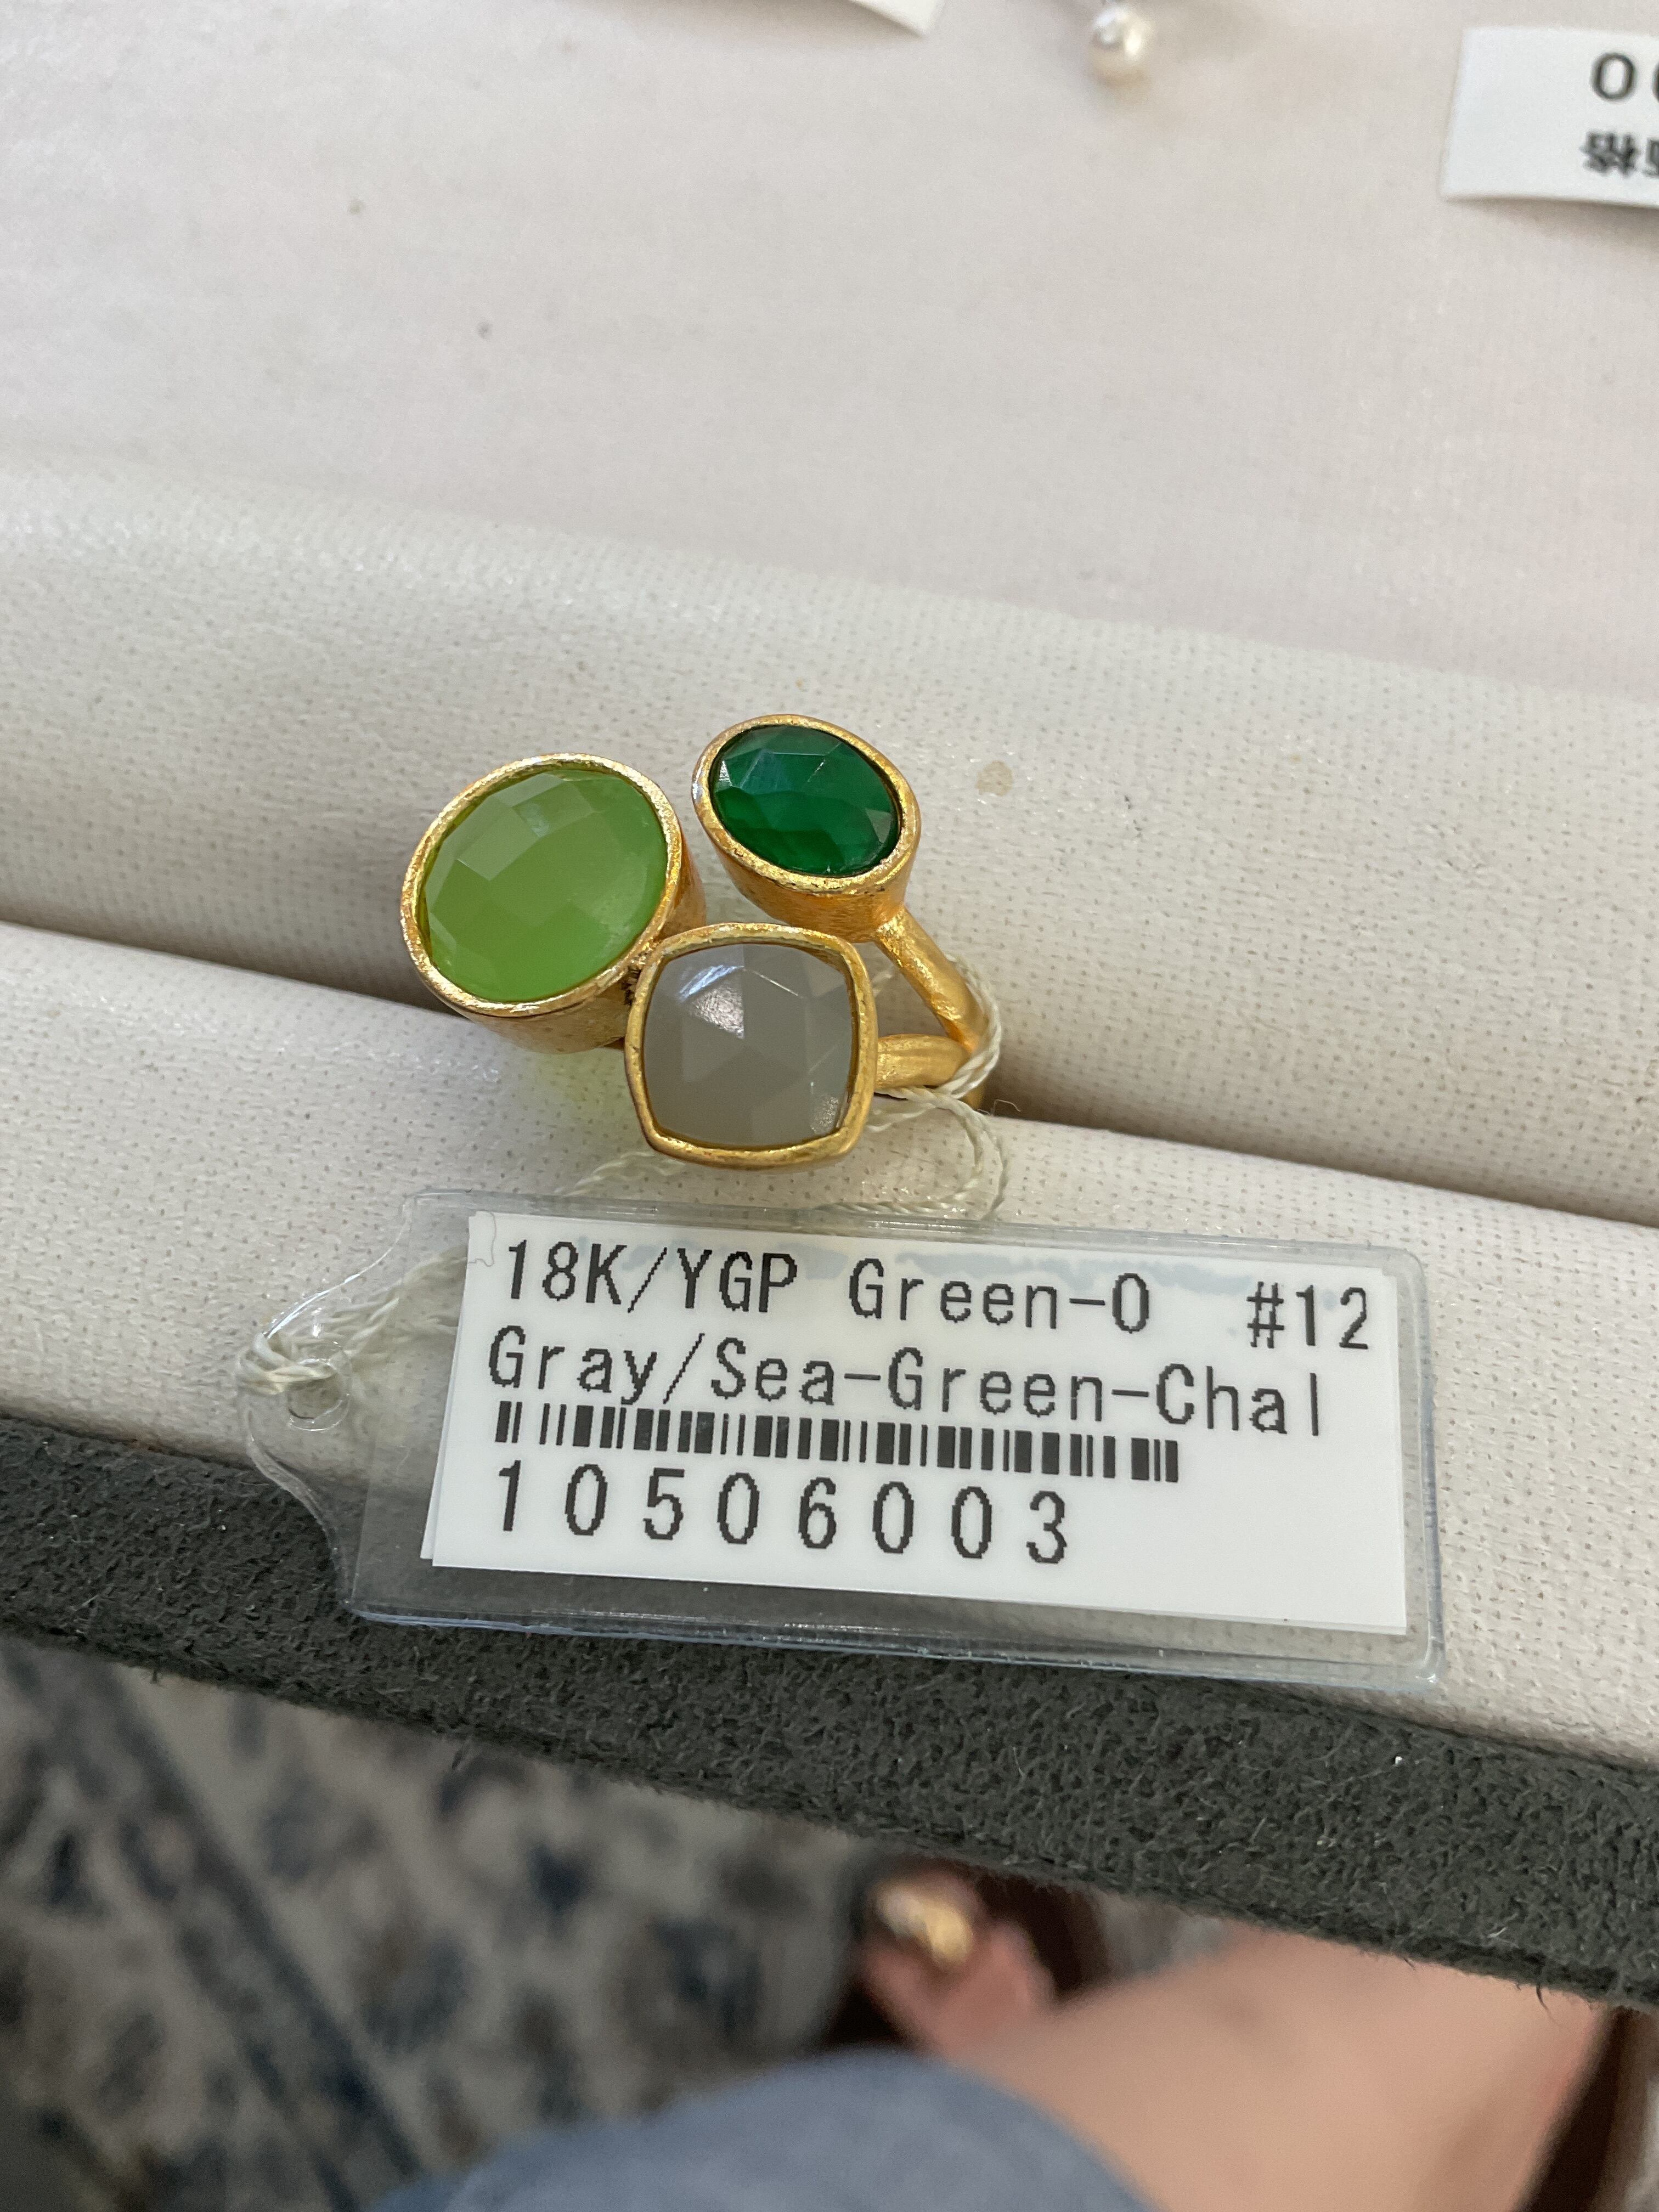 18K/YGP Green-O #12
Gray/Sea-Green-Chal
10506003